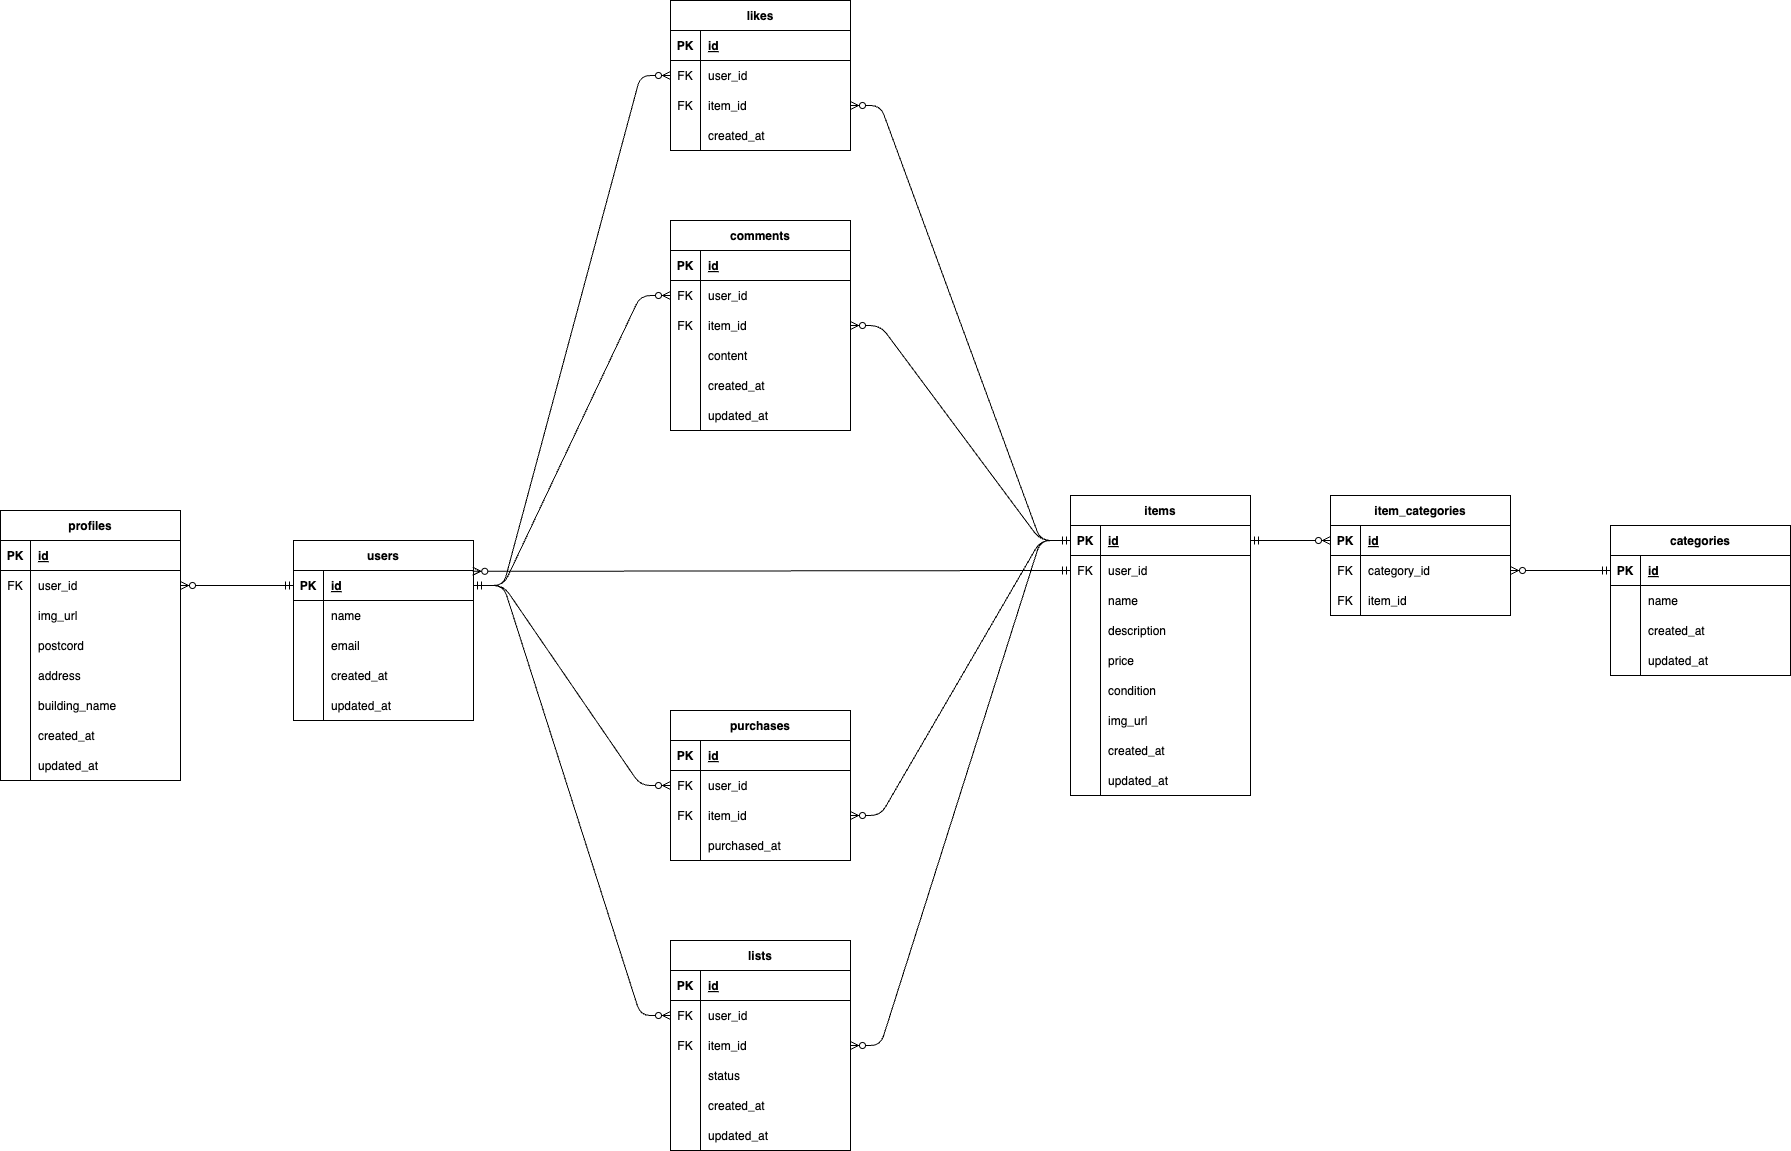 likes
PK id
FK user_id
FK item_id
created_at
comments
PK id
FK user_id
FK item_id
content
created_at
updated_at
profiles
PK id
FK user_id
img_url
postcord
address
building_name
created_at
updated_at
users
PK id
name
email
created_at
updated_at
purchases
PK id
FK user_id
FK item_id
purchased_at
lists
PK id
FK user_id
FK item_id
status
created_at
updated_at
items
PK id
FK user_id
name
description
price
condition
img_url
created_at
updated_at
item_categories
PK id
FK category_id
FK item_id
categories
PK id
name
created_at
updated_at